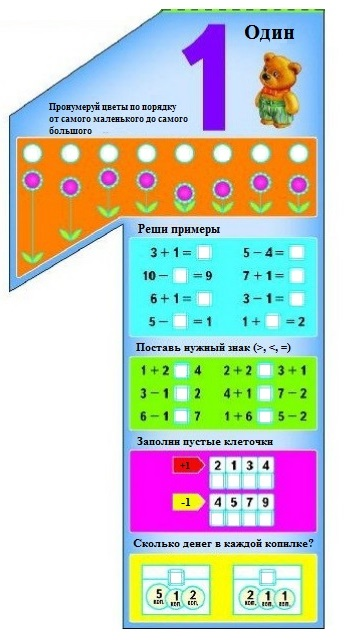 Один
1
Пронумеруй цветы по порядку
от самого маленького до самого
большого
Реши примеры
3 + 1 =    5 − 4 =
10 −    = 9    7 + 1 =
6 + 1 =    3 − 1 =
5 −    = 1    1 +    = 2
Поставь нужный знак (>, <, =)
1 + 2    4    2 + 2    3 + 1
3 − 1    2    4 + 1    7 − 2
6 − 1    7    1 + 6    5 − 2
Заполни пустые клеточки
+1    2 1 3 4
-1    4 5 7 9
Сколько денег в каждой копилке?
5 коп. 1 коп. 2 коп.    2 коп. 1 коп. 1 коп.